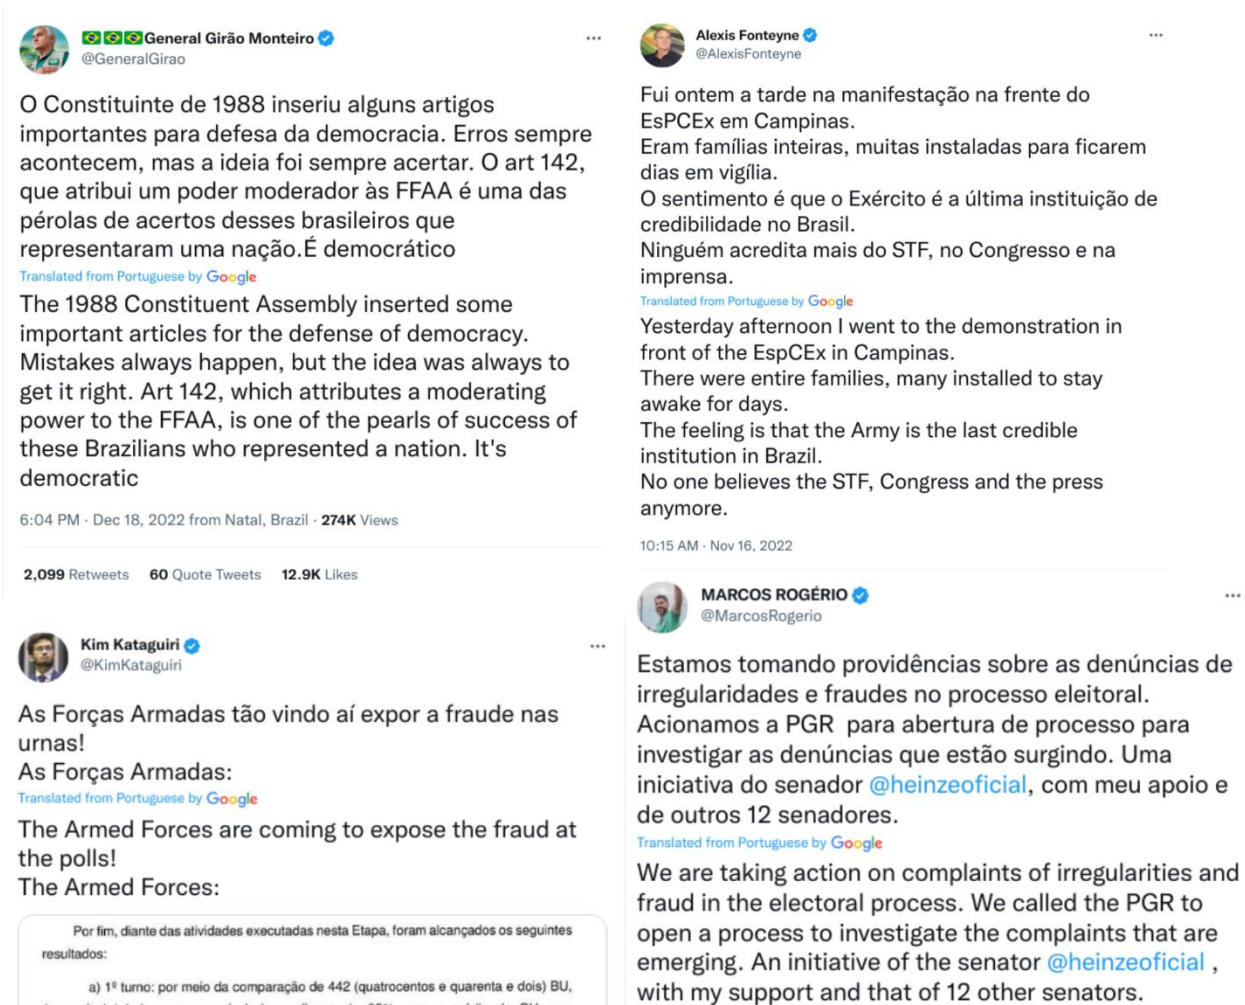 🇧🇷🇧🇷🇧🇷General Girão Monteiro
@GeneralGirao
O Constituinte de 1988 inseriu alguns artigos
importantes para defesa da democracia. Erros sempre
acontecem, mas a ideia foi sempre acertar. O art 142,
que atribui um poder moderador às FFAA é uma das
pérolas de acertos desses brasileiros que
representaram uma nação.É democrático
Translated from Portuguese by Google
The 1988 Constituent Assembly inserted some
important articles for the defense of democracy.
Mistakes always happen, but the idea was always to
get it right. Art 142, which attributes a moderating
power to the FFAA, is one of the pearls of success of
these Brazilians who represented a nation. It's
democratic
6:04 PM · Dec 18, 2022 from Natal, Brazil · 274K Views
2,099 Retweets 60 Quote Tweets 12.9K Likes
Alexis Fonteyne
@AlexisFonteyne
Fui ontem a tarde na manifestação na frente do
EsPCEx em Campinas.
Eram famílias inteiras, muitas instaladas para ficarem
dias em vigília.
O sentimento é que o Exército é a última instituição de
credibilidade no Brasil.
Ninguém acredita mais do STF, no Congresso e na
imprensa.
Translated from Portuguese by Google
Yesterday afternoon I went to the demonstration in
front of the EspCEx in Campinas.
There were entire families, many installed to stay
awake for days.
The feeling is that the Army is the last credible
institution in Brazil.
No one believes the STF, Congress and the press
anymore.
10:15 AM · Nov 16, 2022
Kim Kataguiri
@KimKataguiri
As Forças Armadas tão vindo aí expor a fraude nas
urnas!
As Forças Armadas:
Translated from Portuguese by Google
The Armed Forces are coming to expose the fraud at
the polls!
The Armed Forces:
Por fim, diante das atividades executadas nesta Etapa, foram alcançados os seguintes
resultados:
a) 1º turno: por meio da comparação de 442 (quatrocentos e quarenta e dois) BU,
MARCOS ROGÉRIO
@MarcosRogerio
Estamos tomando providências sobre as denúncias de
irregularidades e fraudes no processo eleitoral.
Acionamos a PGR para abertura de processo para
investigar as denúncias que estão surgindo. Uma
iniciativa do senador @heinzeoficial, com meu apoio e
de outros 12 senadores.
Translated from Portuguese by Google
We are taking action on complaints of irregularities and
fraud in the electoral process. We called the PGR to
open a process to investigate the complaints that are
emerging. An initiative of the senator @heinzeoficial ,
with my support and that of 12 other senators.